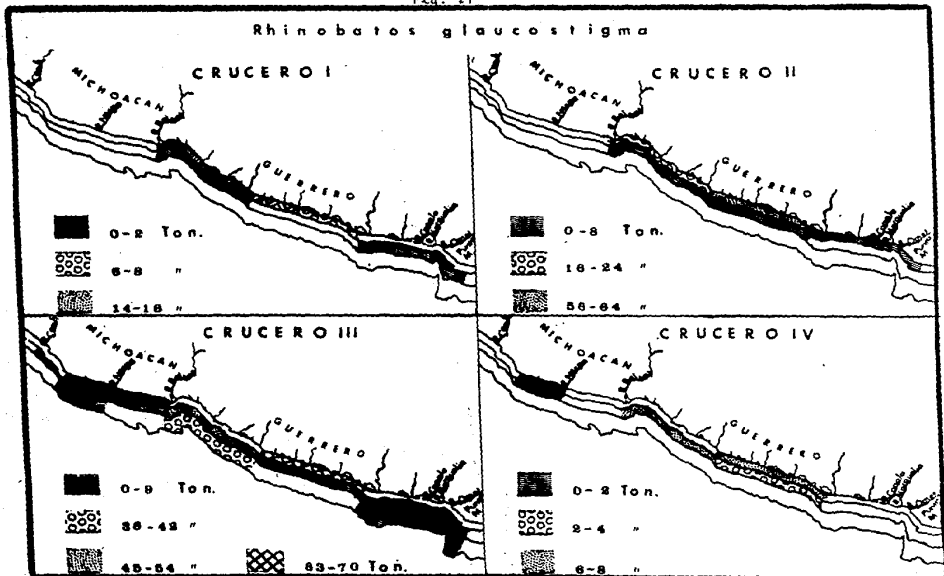 Rhinobatos glaucostigma
CRUCERO I
MICHOACAN
GUERRERO
0-2 Ton.
6-8 "
14-16 "
CRUCERO II
MICHOACAN
GUERRERO
0-8 Ton.
16-24 "
56-64 "
CRUCERO III
MICHOACAN
GUERRERO
0-9 Ton.
36-42 "
45-54 "
63-70 Ton.
CRUCERO IV
MICHOACAN
GUERRERO
0-2 Ton.
2-4 "
6-8 "